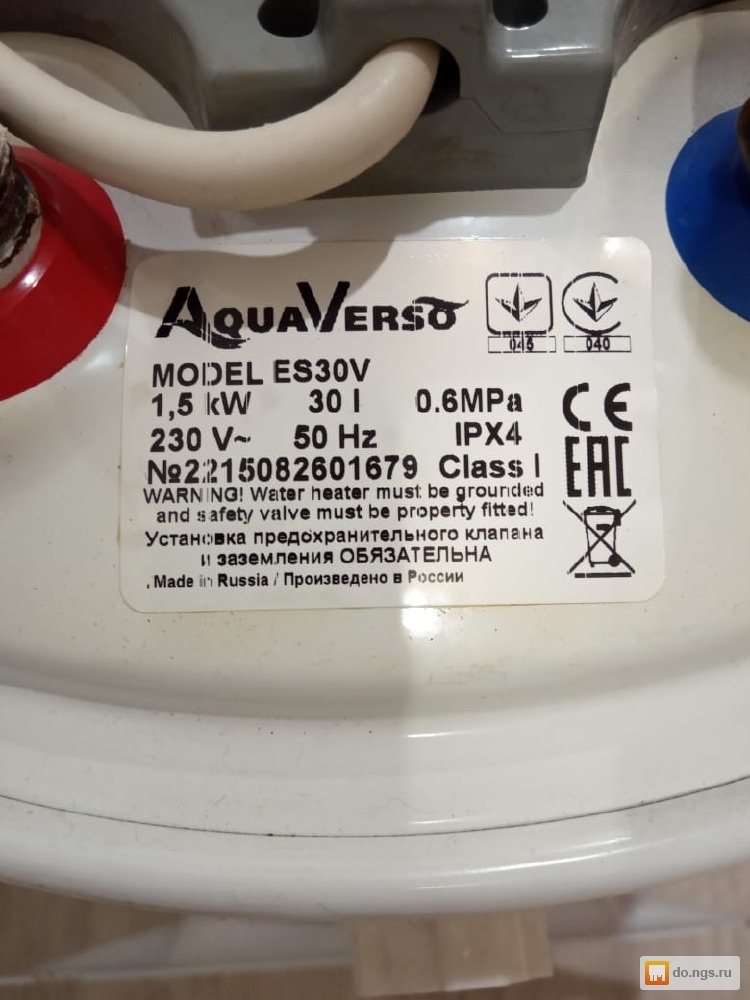 AQUAVERSO
045 040
MODEL ES30V
1,5 kW 30 l 0.6MPa
230 V~ 50 Hz IPX4
№2215082601679 Class I
WARNING! Water heater must be grounded
and safety valve must be property fitted!
Установка предохранительного клапана
и заземления ОБЯЗАТЕЛЬНА
Made in Russia / Произведено в России
CE
EAC
do.ngs.ru